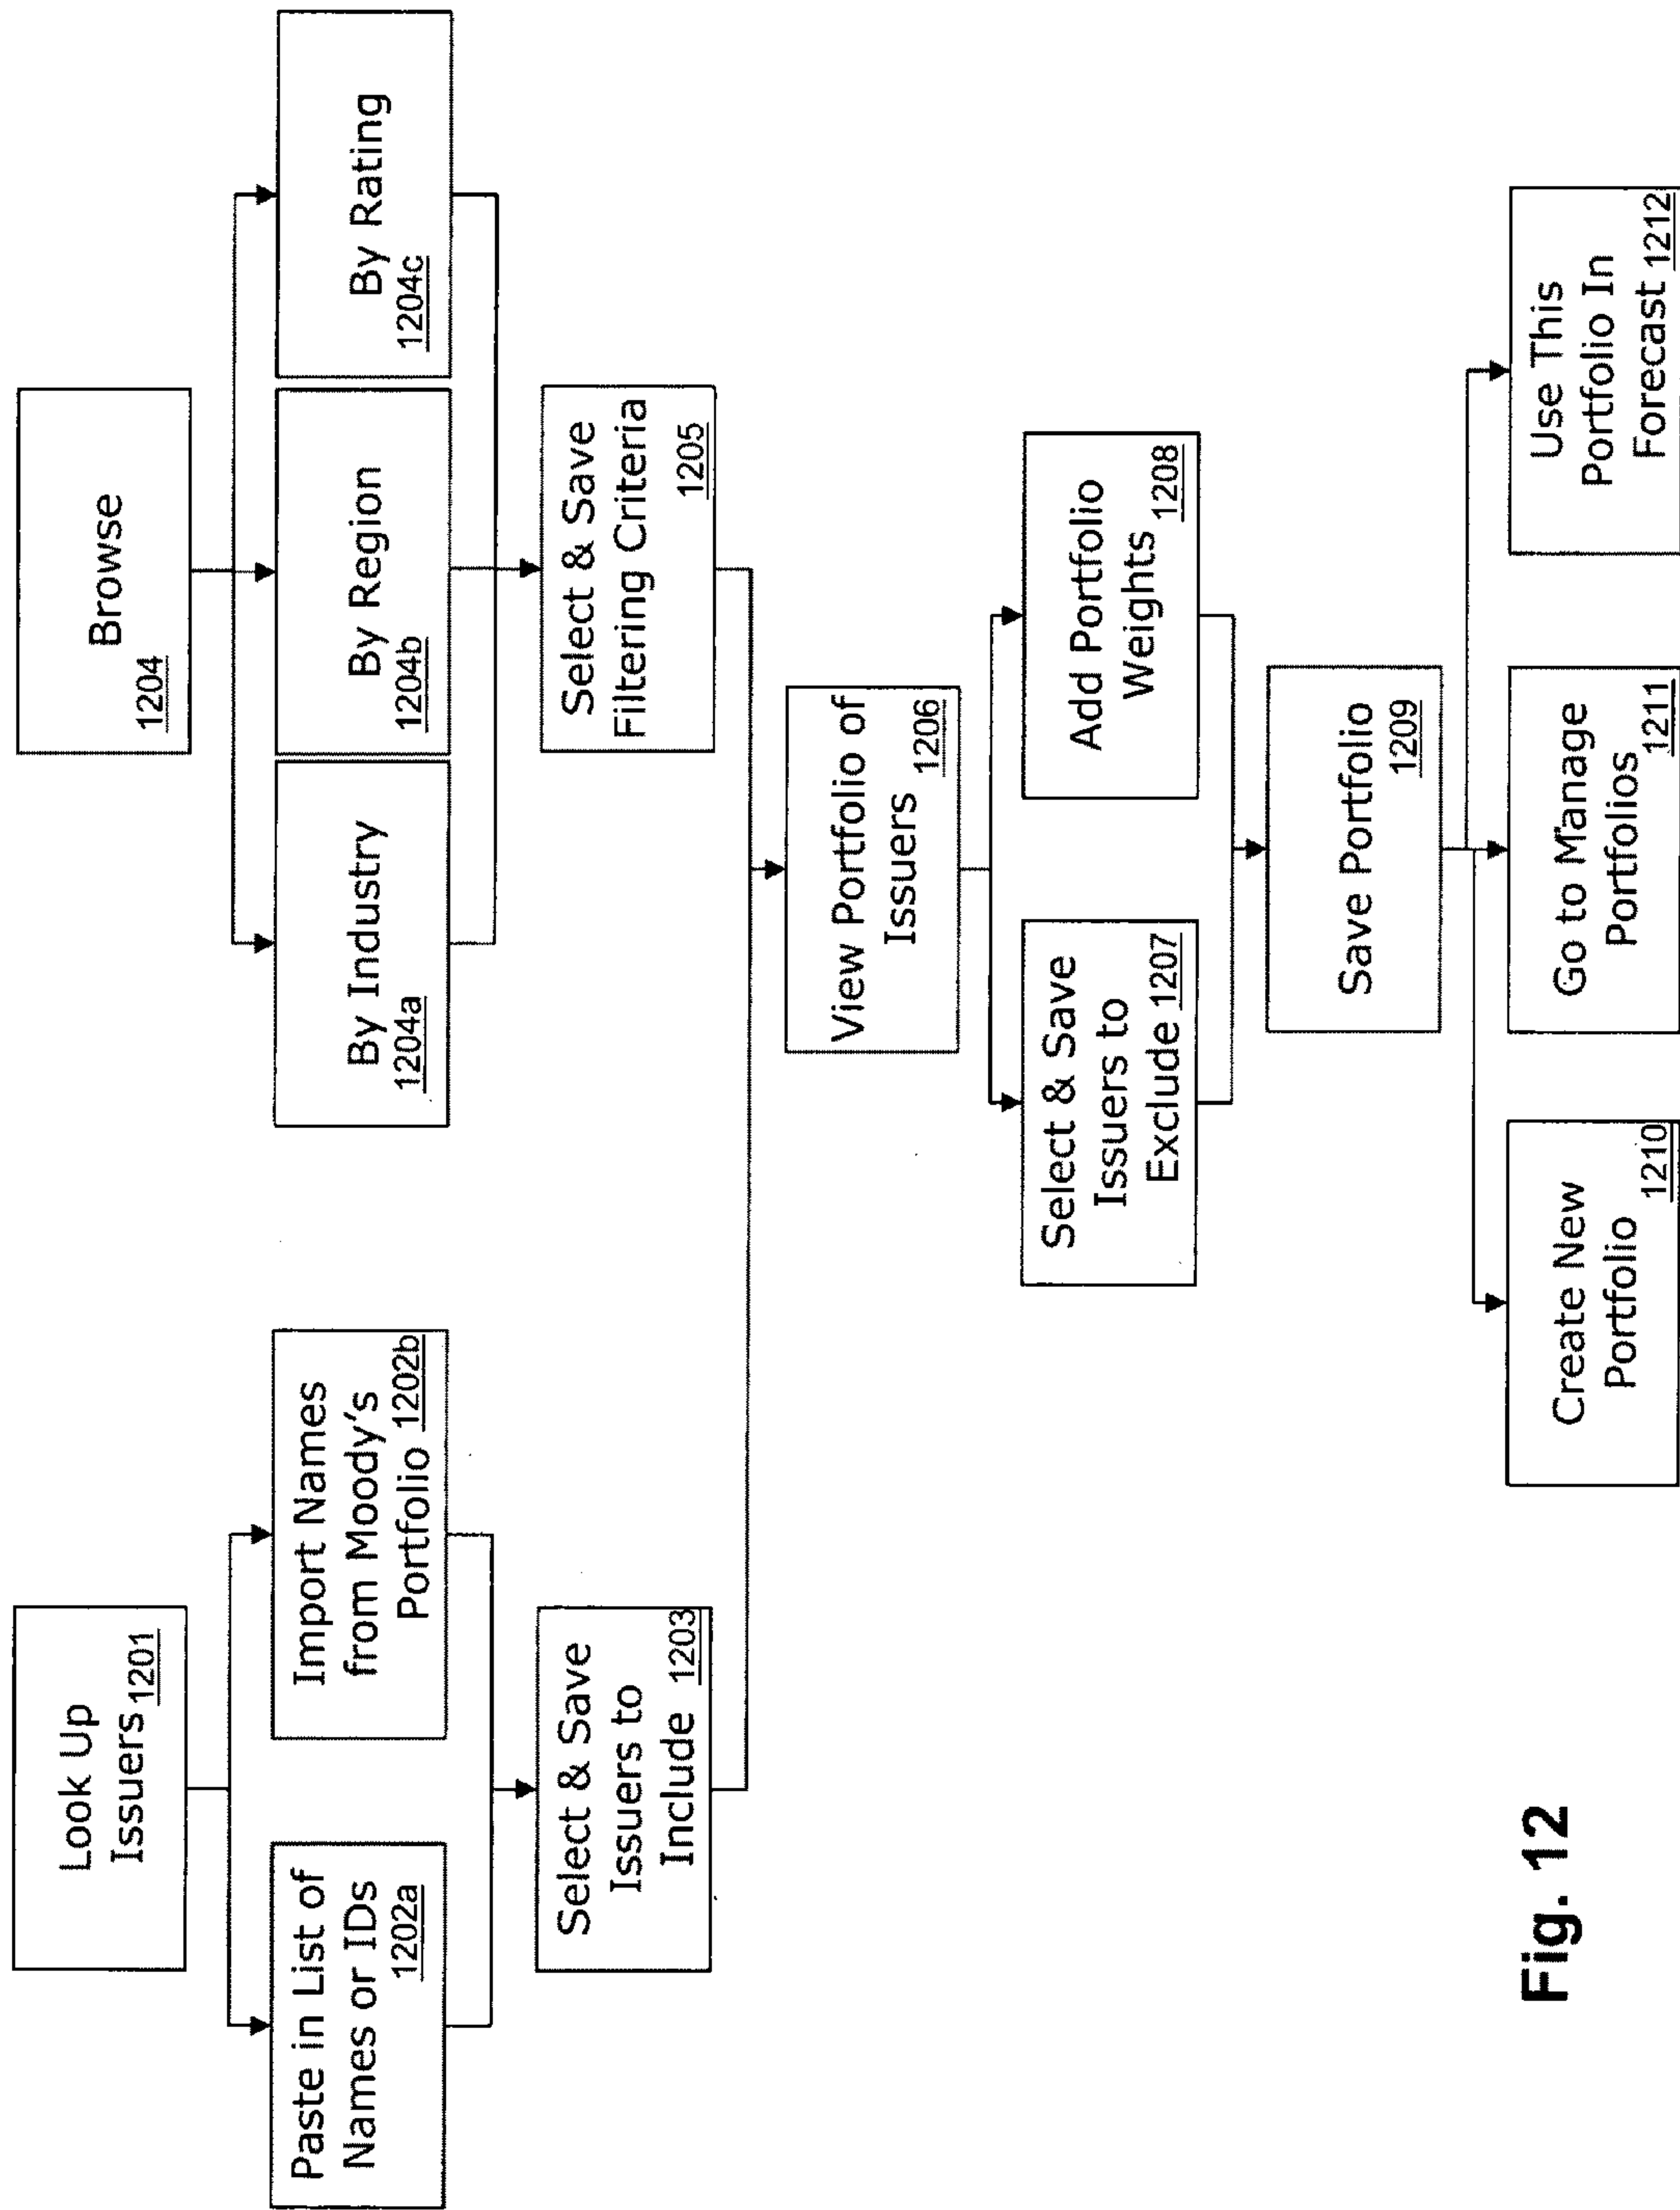 Look Up
Issuers 1201
Paste in List of
Names or IDs
1202a
Import Names
from Moody's
Portfolio 1202b
Select & Save
Issuers to
Include 1203
Browse
1204
By Industry
1204a
By Region
1204b
By Rating
1204c
Select & Save
Filtering Criteria
1205
View Portfolio of
Issuers 1206
Select & Save
Issuers to
Exclude 1207
Add Portfolio
Weights 1208
Save Portfolio
1209
Create New
Portfolio
1210
Go to Manage
Portfolios 1211
Use This
Portfolio In
Forecast 1212
Fig. 12